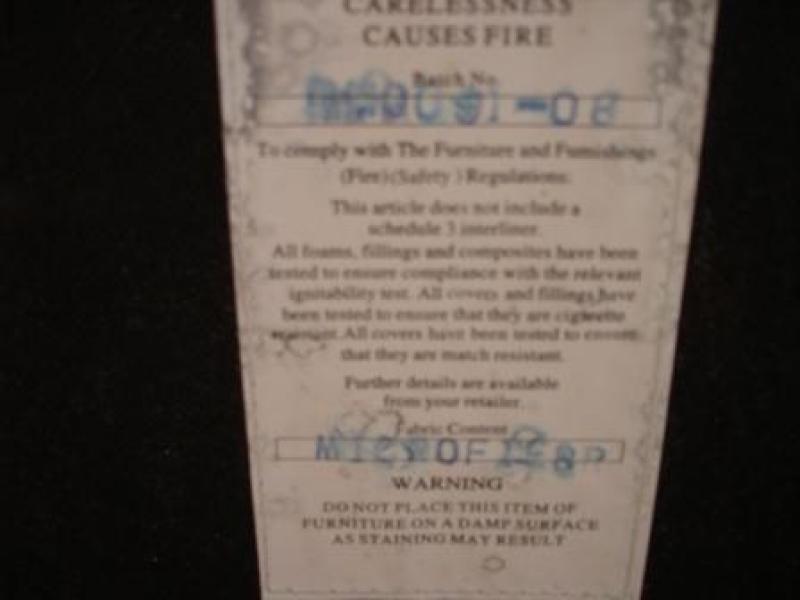 CARELESSNESS
CAUSES FIRE
Batch No
To comply with The Furniture and Furnishings
(Fire) (Safety) Regulations:
This article does not include a
schedule 3 interliner.
All foams, fillings and composites have been
tested to ensure compliance with the relevant
ignitability test. All covers and fillings have
been tested to ensure that they are cigarette
resistant. All covers have been tested to ensure
that they are match resistant.
Further details are available
from your retailer.
Fabric Content
WARNING
DO NOT PLACE THIS ITEM OF
FURNITURE ON A DAMP SURFACE
AS STAINING MAY RESULT